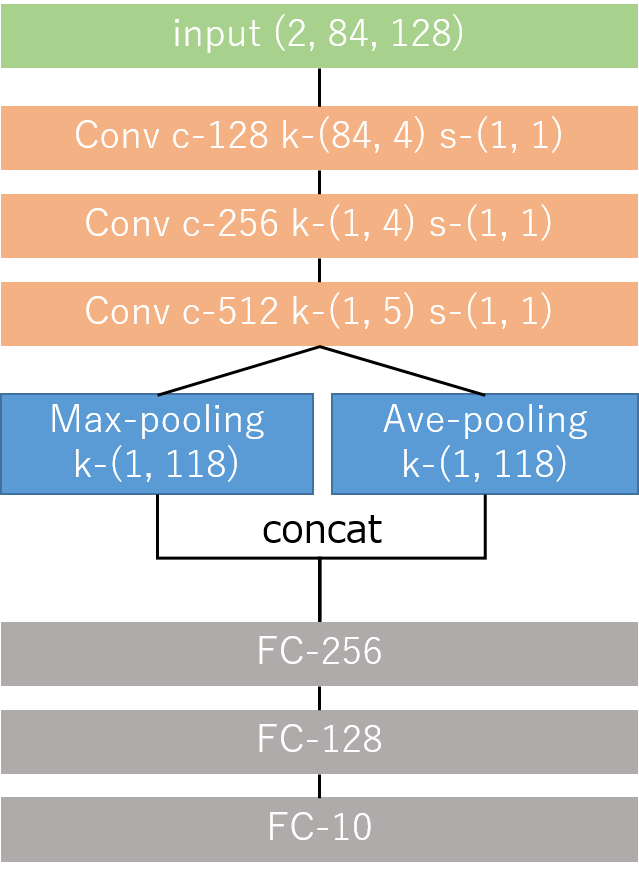 input (2, 84, 128)
Conv c-128 k-(84, 4) s-(1, 1)
Conv c-256 k-(1, 4) s-(1, 1)
Conv c-512 k-(1, 5) s-(1, 1)
Max-pooling
k-(1, 118)
Ave-pooling
k-(1, 118)
concat
FC-256
FC-128
FC-10